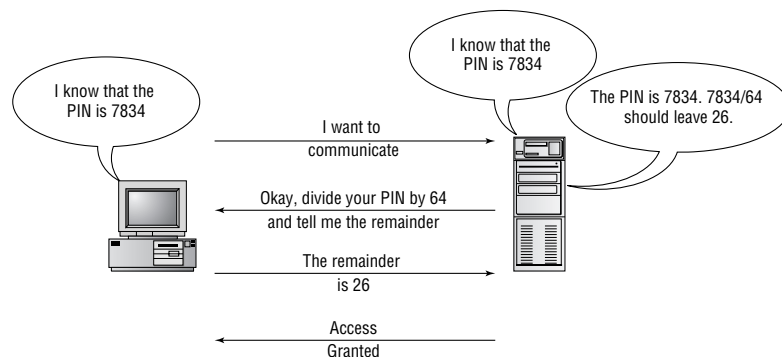 I know that the
PIN is 7834
I know that the
PIN is 7834
The PIN is 7834. 7834/64
should leave 26.
I want to
communicate
Okay, divide your PIN by 64
and tell me the remainder
The remainder
is 26
Access
Granted